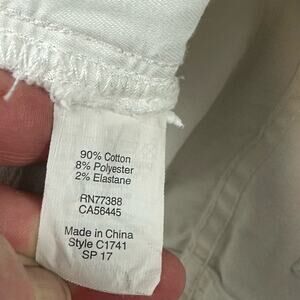 90% Cotton
8% Polyester
2% Elastane
RN77388
CA56445
Made in China
Style C1741
SP 17